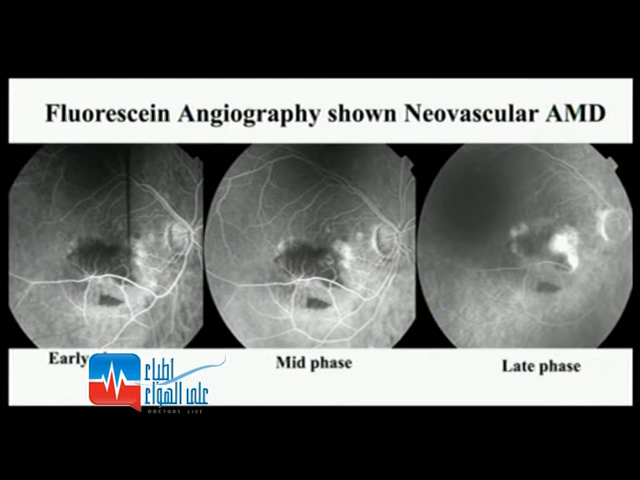 Fluorescein Angiography shown Neovascular AMD
Early
Mid phase
Late phase
اطباء
على الهواء
DOCTORS LIVE